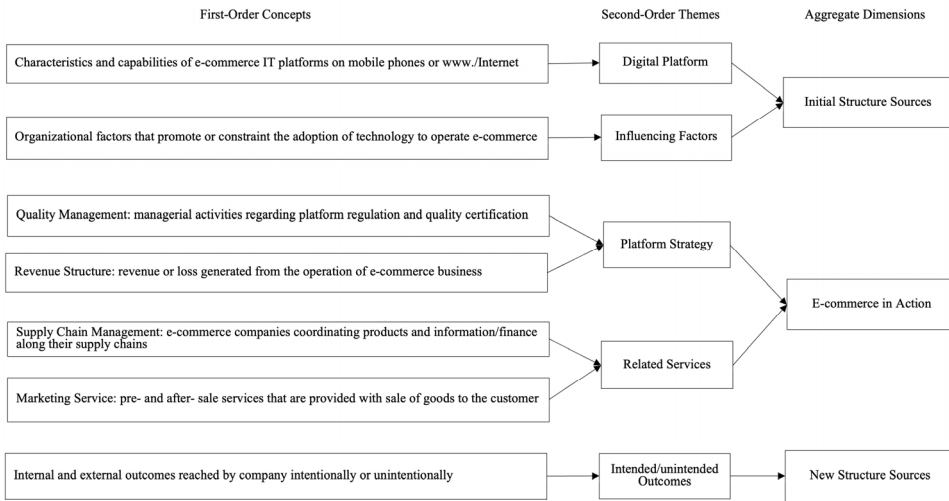 First-Order Concepts
Second-Order Themes
Aggregate Dimensions
Characteristics and capabilities of e-commerce IT platforms on mobile phones or www./Internet
Digital Platform
Initial Structure Sources
Organizational factors that promote or constraint the adoption of technology to operate e-commerce
Influencing Factors
Quality Management: managerial activities regarding platform regulation and quality certification
Platform Strategy
Revenue Structure: revenue or loss generated from the operation of e-commerce business
E-commerce in Action
Supply Chain Management: e-commerce companies coordinating products and information/finance
along their supply chains
Related Services
Marketing Service: pre- and after- sale services that are provided with sale of goods to the customer
Internal and external outcomes reached by company intentionally or unintentionally
Intended/unintended
Outcomes
New Structure Sources